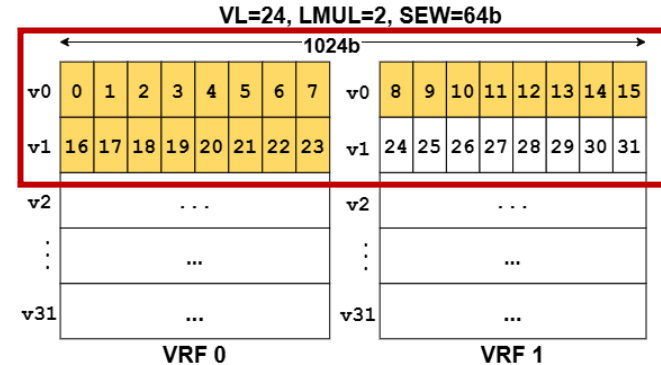 VL=24, LMUL=2, SEW=64b
1024b
v0 0 1 2 3 4 5 6 7 v0 8 9 10 11 12 13 14 15
v1 16 17 18 19 20 21 22 23 v1 24 25 26 27 28 29 30 31
v2 ... v2 ...
⋮ ... ⋮ ...
v31 ... v31 ...
VRF 0 VRF 1